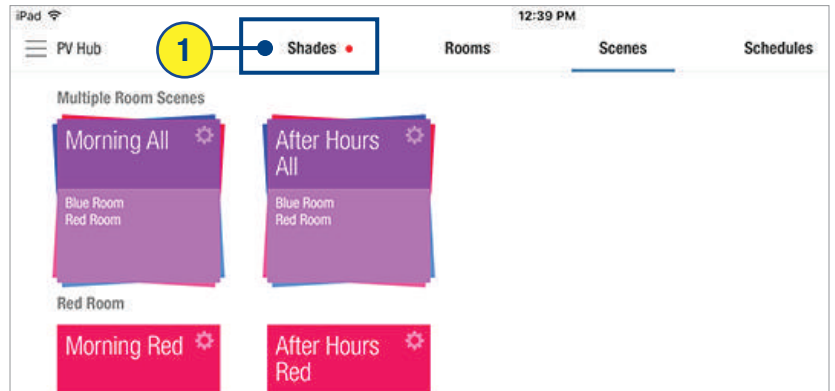 iPad 12:39 PM
PV Hub 1 Shades Rooms Scenes Schedules
Multiple Room Scenes
Morning All After Hours
All
Blue Room Blue Room
Red Room Red Room
Red Room
Morning Red After Hours
Red